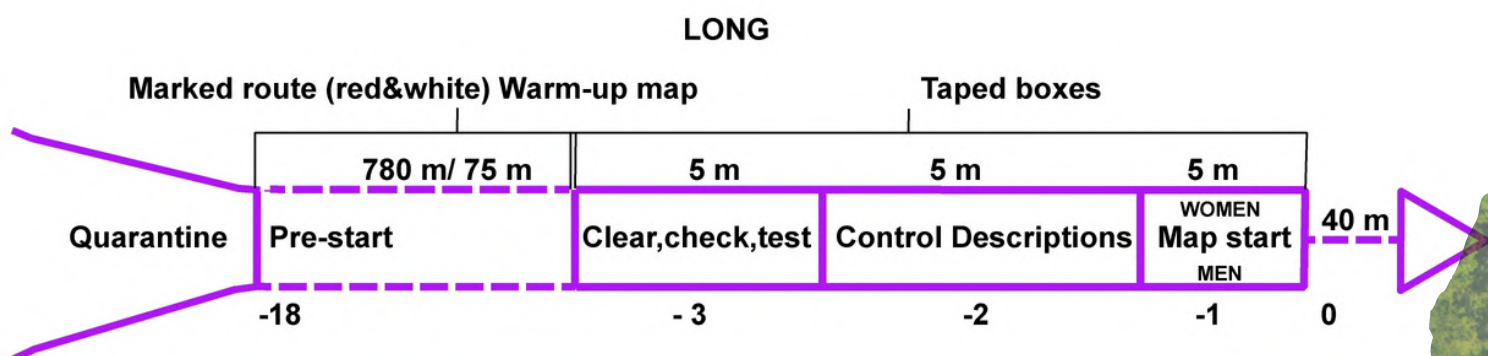 LONG
Marked route (red&white) Warm-up map
Taped boxes
780 m/ 75 m
5 m
5 m
5 m
Quarantine
Pre-start
Clear,check,test
Control Descriptions
WOMEN
Map start
MEN
40 m
-18
- 3
-2
-1
0